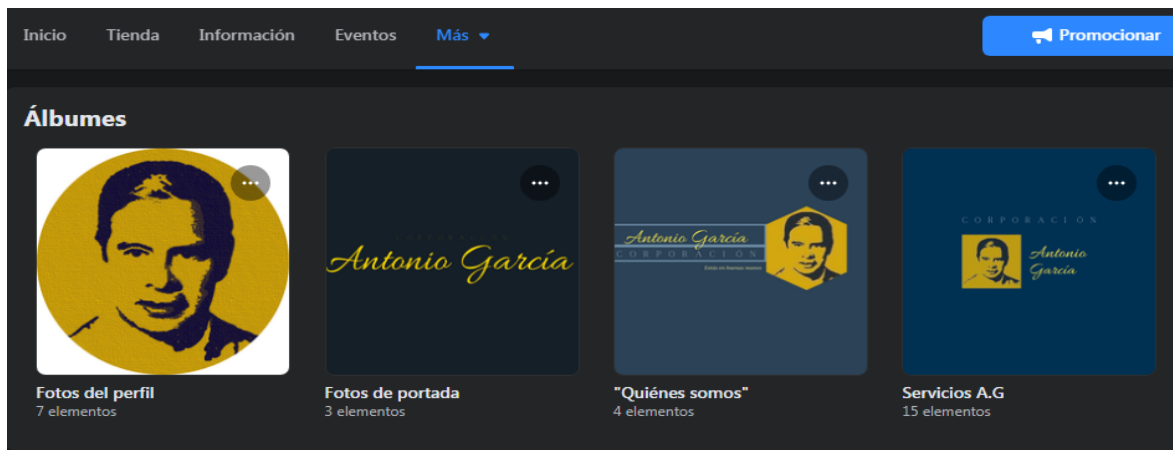 Inicio Tienda Información Eventos Más Promocionar
Álbumes
Antonio García
Antonio García
CORPORACIÓN
CORPORACIÓN
Antonio
García
Fotos del perfil
7 elementos
Fotos de portada
3 elementos
"Quiénes somos"
4 elementos
Servicios A.G
15 elementos